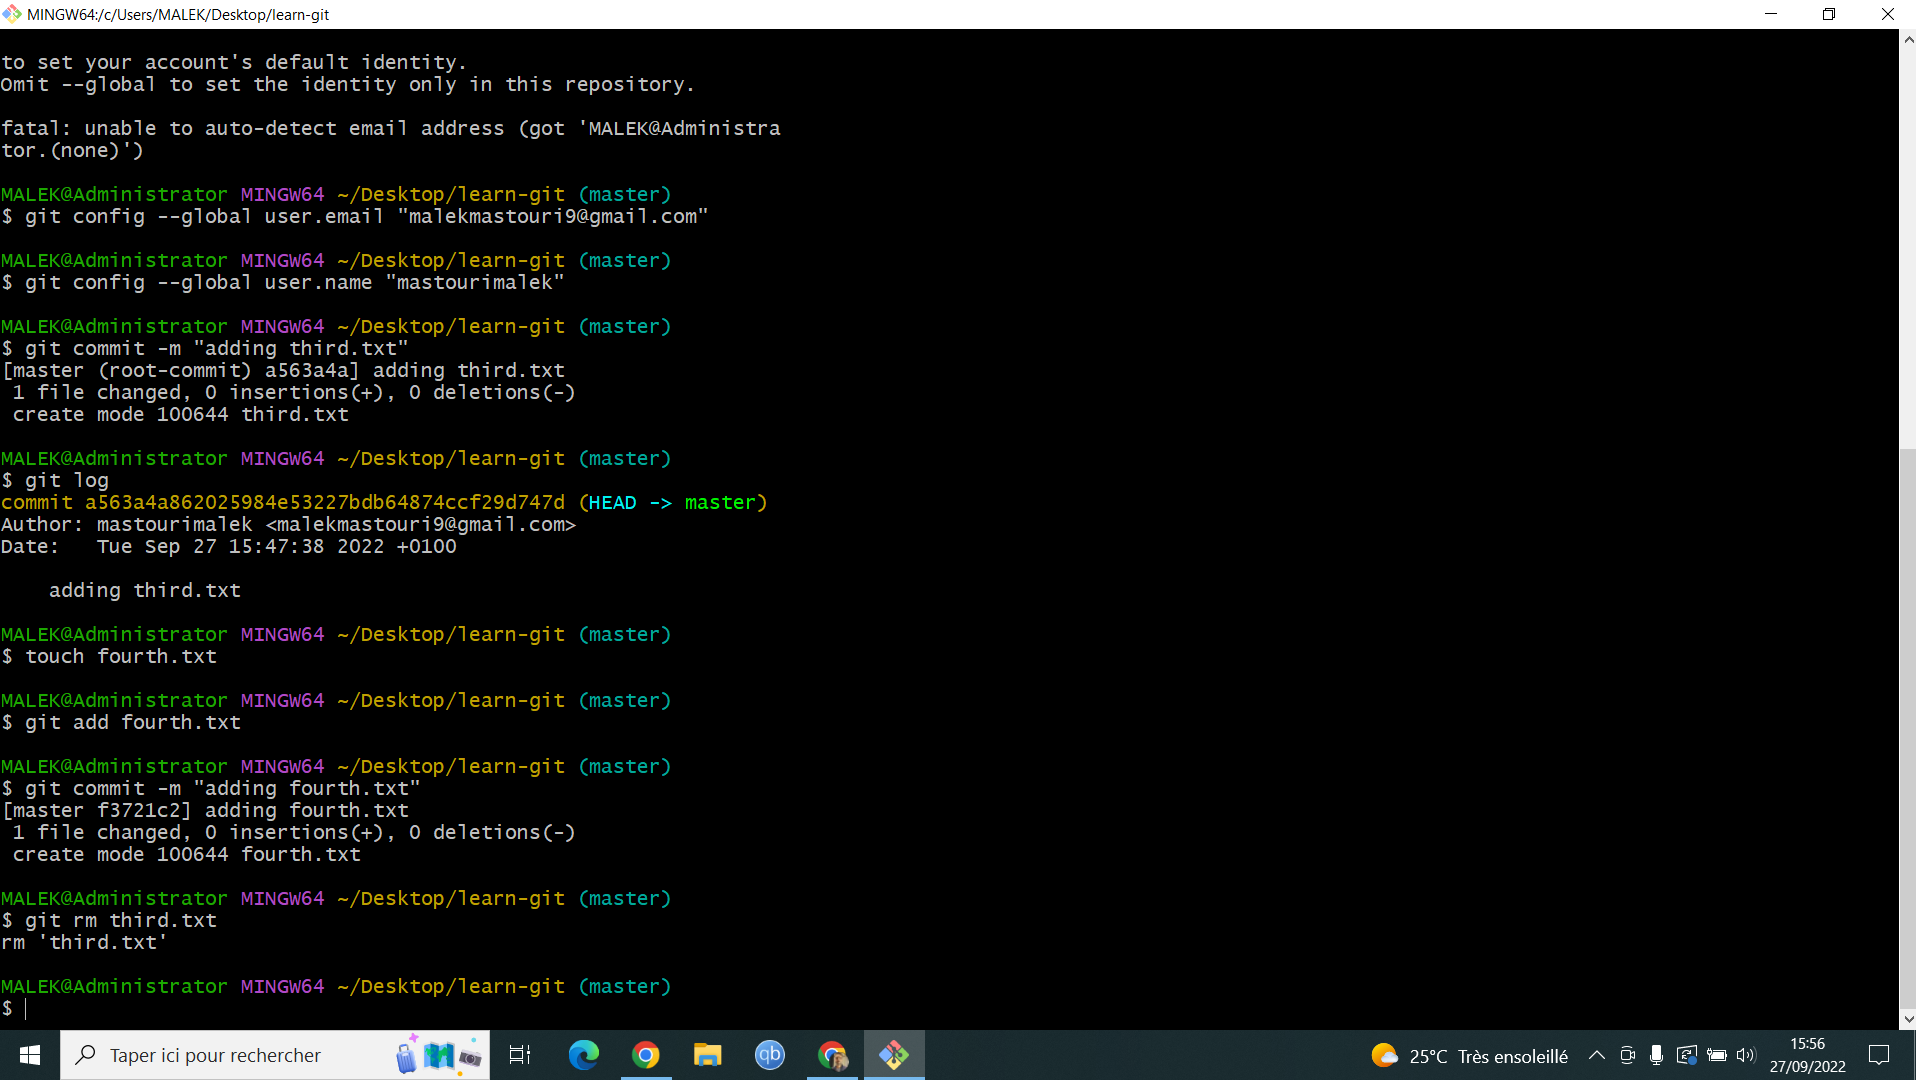 MINGW64:/c/Users/MALEK/Desktop/learn-git
to set your account's default identity.
Omit --global to set the identity only in this repository.
fatal: unable to auto-detect email address (got 'MALEK@Administra
tor.(none)')
MALEK@Administrator MINGW64 ~/Desktop/learn-git (master)
$ git config --global user.email "malekmastouri9@gmail.com"
MALEK@Administrator MINGW64 ~/Desktop/learn-git (master)
$ git config --global user.name "mastourimalek"
MALEK@Administrator MINGW64 ~/Desktop/learn-git (master)
$ git commit -m "adding third.txt"
[master (root-commit) a563a4a] adding third.txt
 1 file changed, 0 insertions(+), 0 deletions(-)
 create mode 100644 third.txt
MALEK@Administrator MINGW64 ~/Desktop/learn-git (master)
$ git log
commit a563a4a862025984e53227bdb64874ccf29d747d (HEAD -> master)
Author: mastourimalek <malekmastouri9@gmail.com>
Date:   Tue Sep 27 15:47:38 2022 +0100
    adding third.txt
MALEK@Administrator MINGW64 ~/Desktop/learn-git (master)
$ touch fourth.txt
MALEK@Administrator MINGW64 ~/Desktop/learn-git (master)
$ git add fourth.txt
MALEK@Administrator MINGW64 ~/Desktop/learn-git (master)
$ git commit -m "adding fourth.txt"
[master f3721c2] adding fourth.txt
 1 file changed, 0 insertions(+), 0 deletions(-)
 create mode 100644 fourth.txt
MALEK@Administrator MINGW64 ~/Desktop/learn-git (master)
$ git rm third.txt
rm 'third.txt'
MALEK@Administrator MINGW64 ~/Desktop/learn-git (master)
$
Taper ici pour rechercher
qb
25°C Très ensoleillé
15:56
27/09/2022